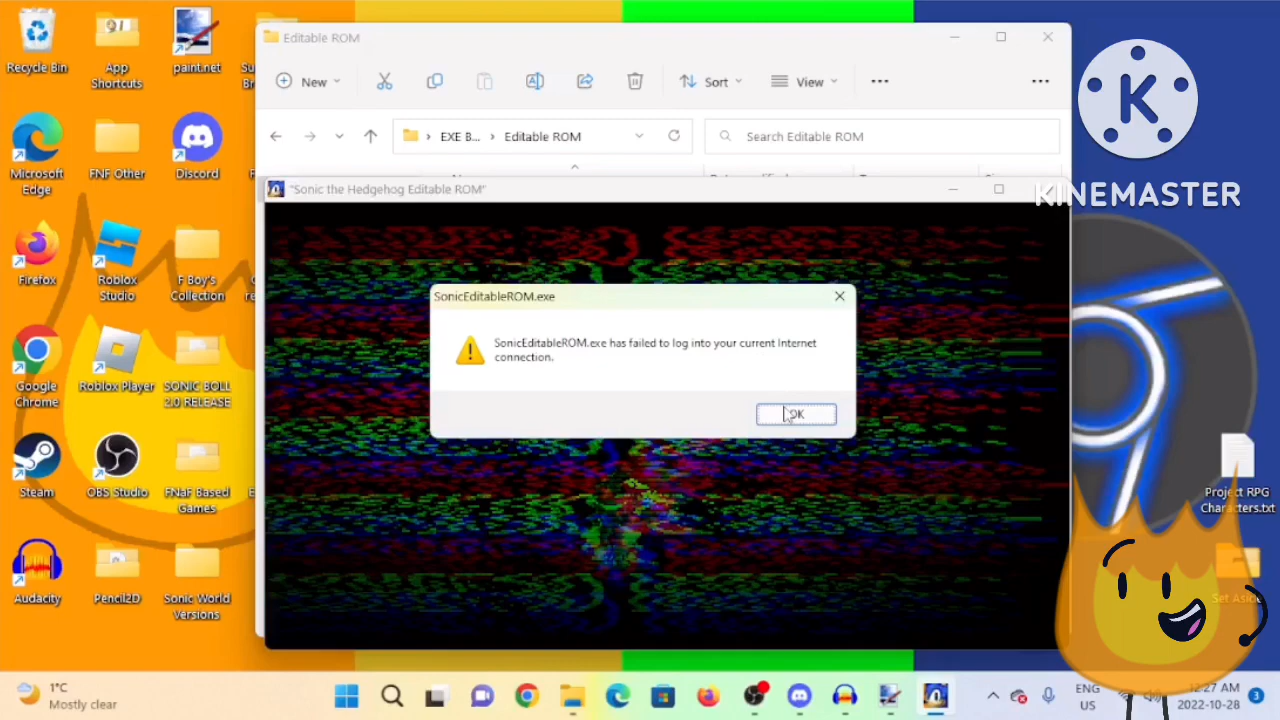 Recycle Bin
App
Shortcuts
paint.net
Microsoft
Edge
FNF Other
Discord
Firefox
Roblox
Studio
F Boy's
Collection
Google
Chrome
Roblox Player
SONIC BOLL
2.0 RELEASE
Steam
OBS Studio
FNaF Based
Games
Audacity
Pencil2D
Sonic World
Versions
Editable ROM
New
Sort
View
EXE B...
Editable ROM
Search Editable ROM
"Sonic the Hedgehog Editable ROM"
SonicEditableROM.exe
SonicEditableROM.exe has failed to log into your current Internet
connection.
OK
K
KINEMASTER
Project RPG
Characters.txt
Set Aside
1°C
Mostly clear
ENG
US
12:27 AM
2022-10-28
3